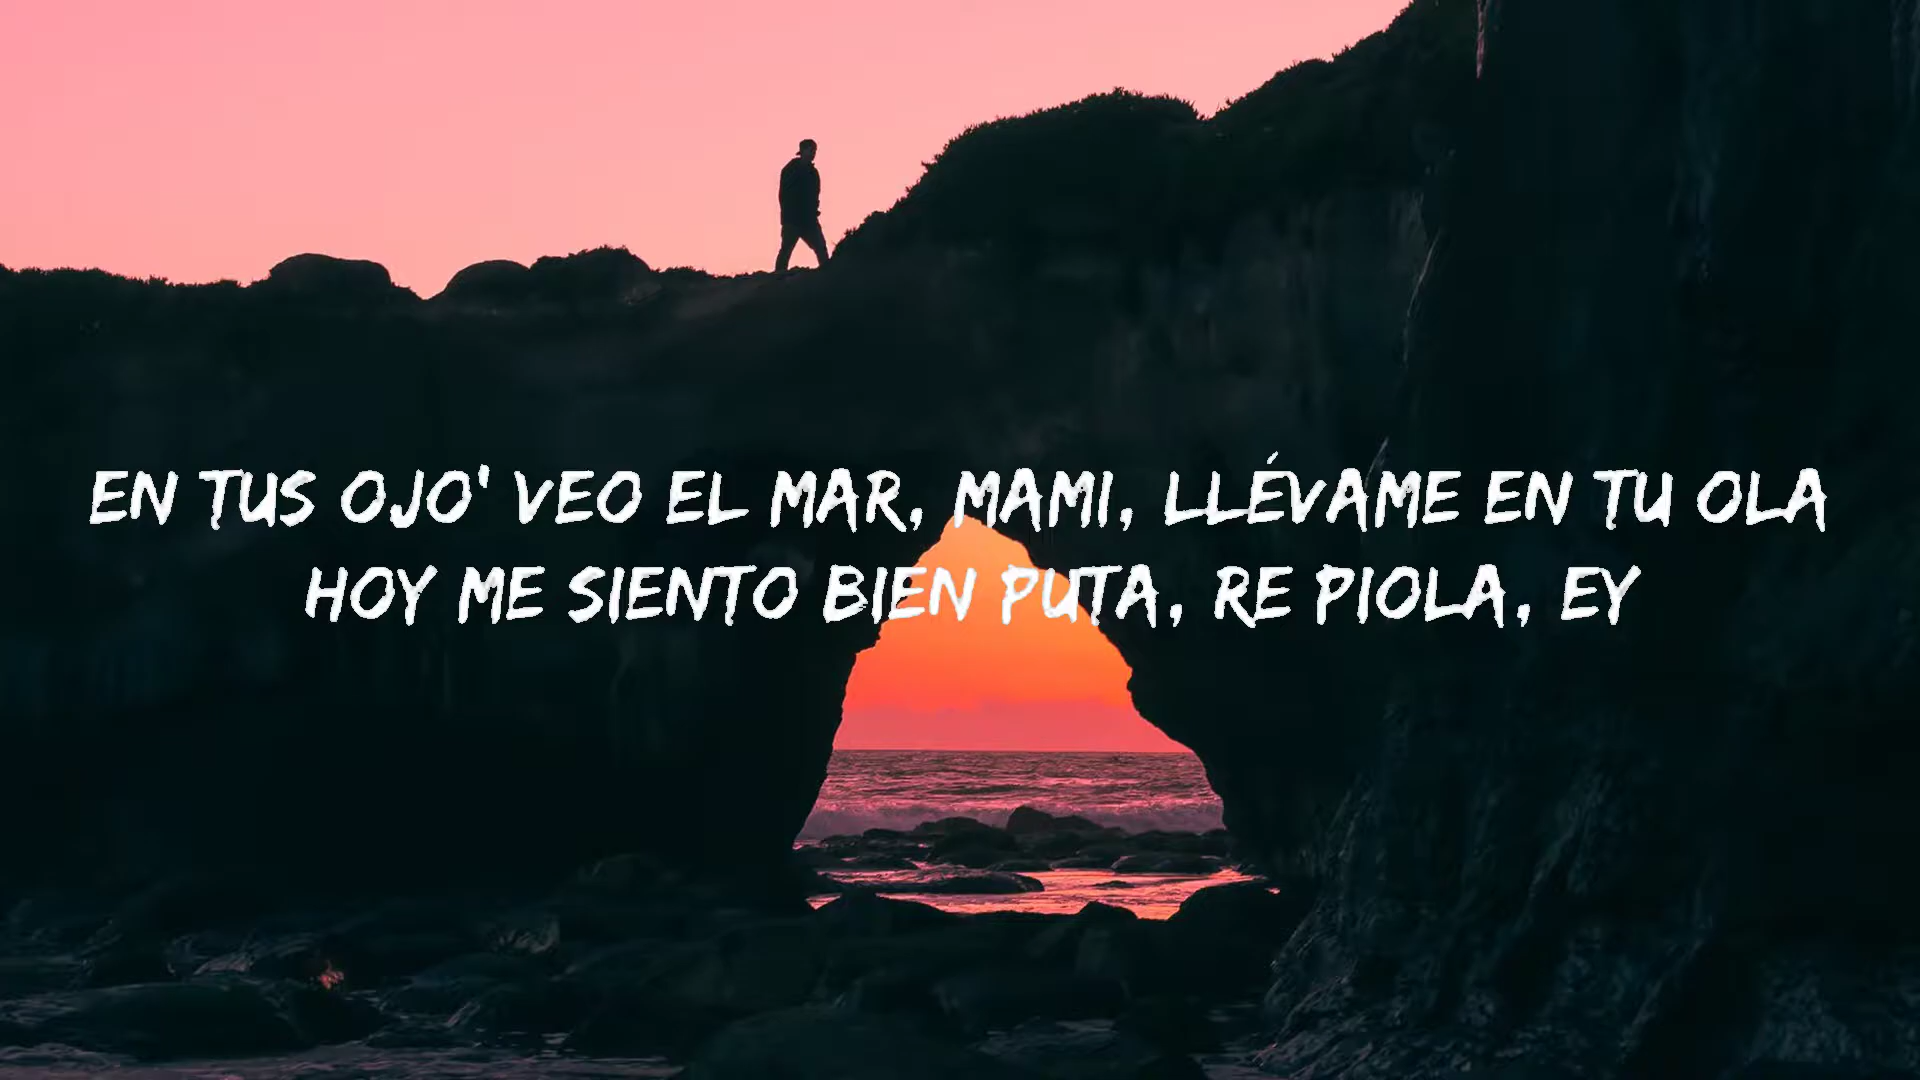 EN TUS OJO' VEO EL MAR, MAMI, LLÉVAME EN TU OLA
HOY ME SIENTO BIEN PUTA, RE PIOLA, EY